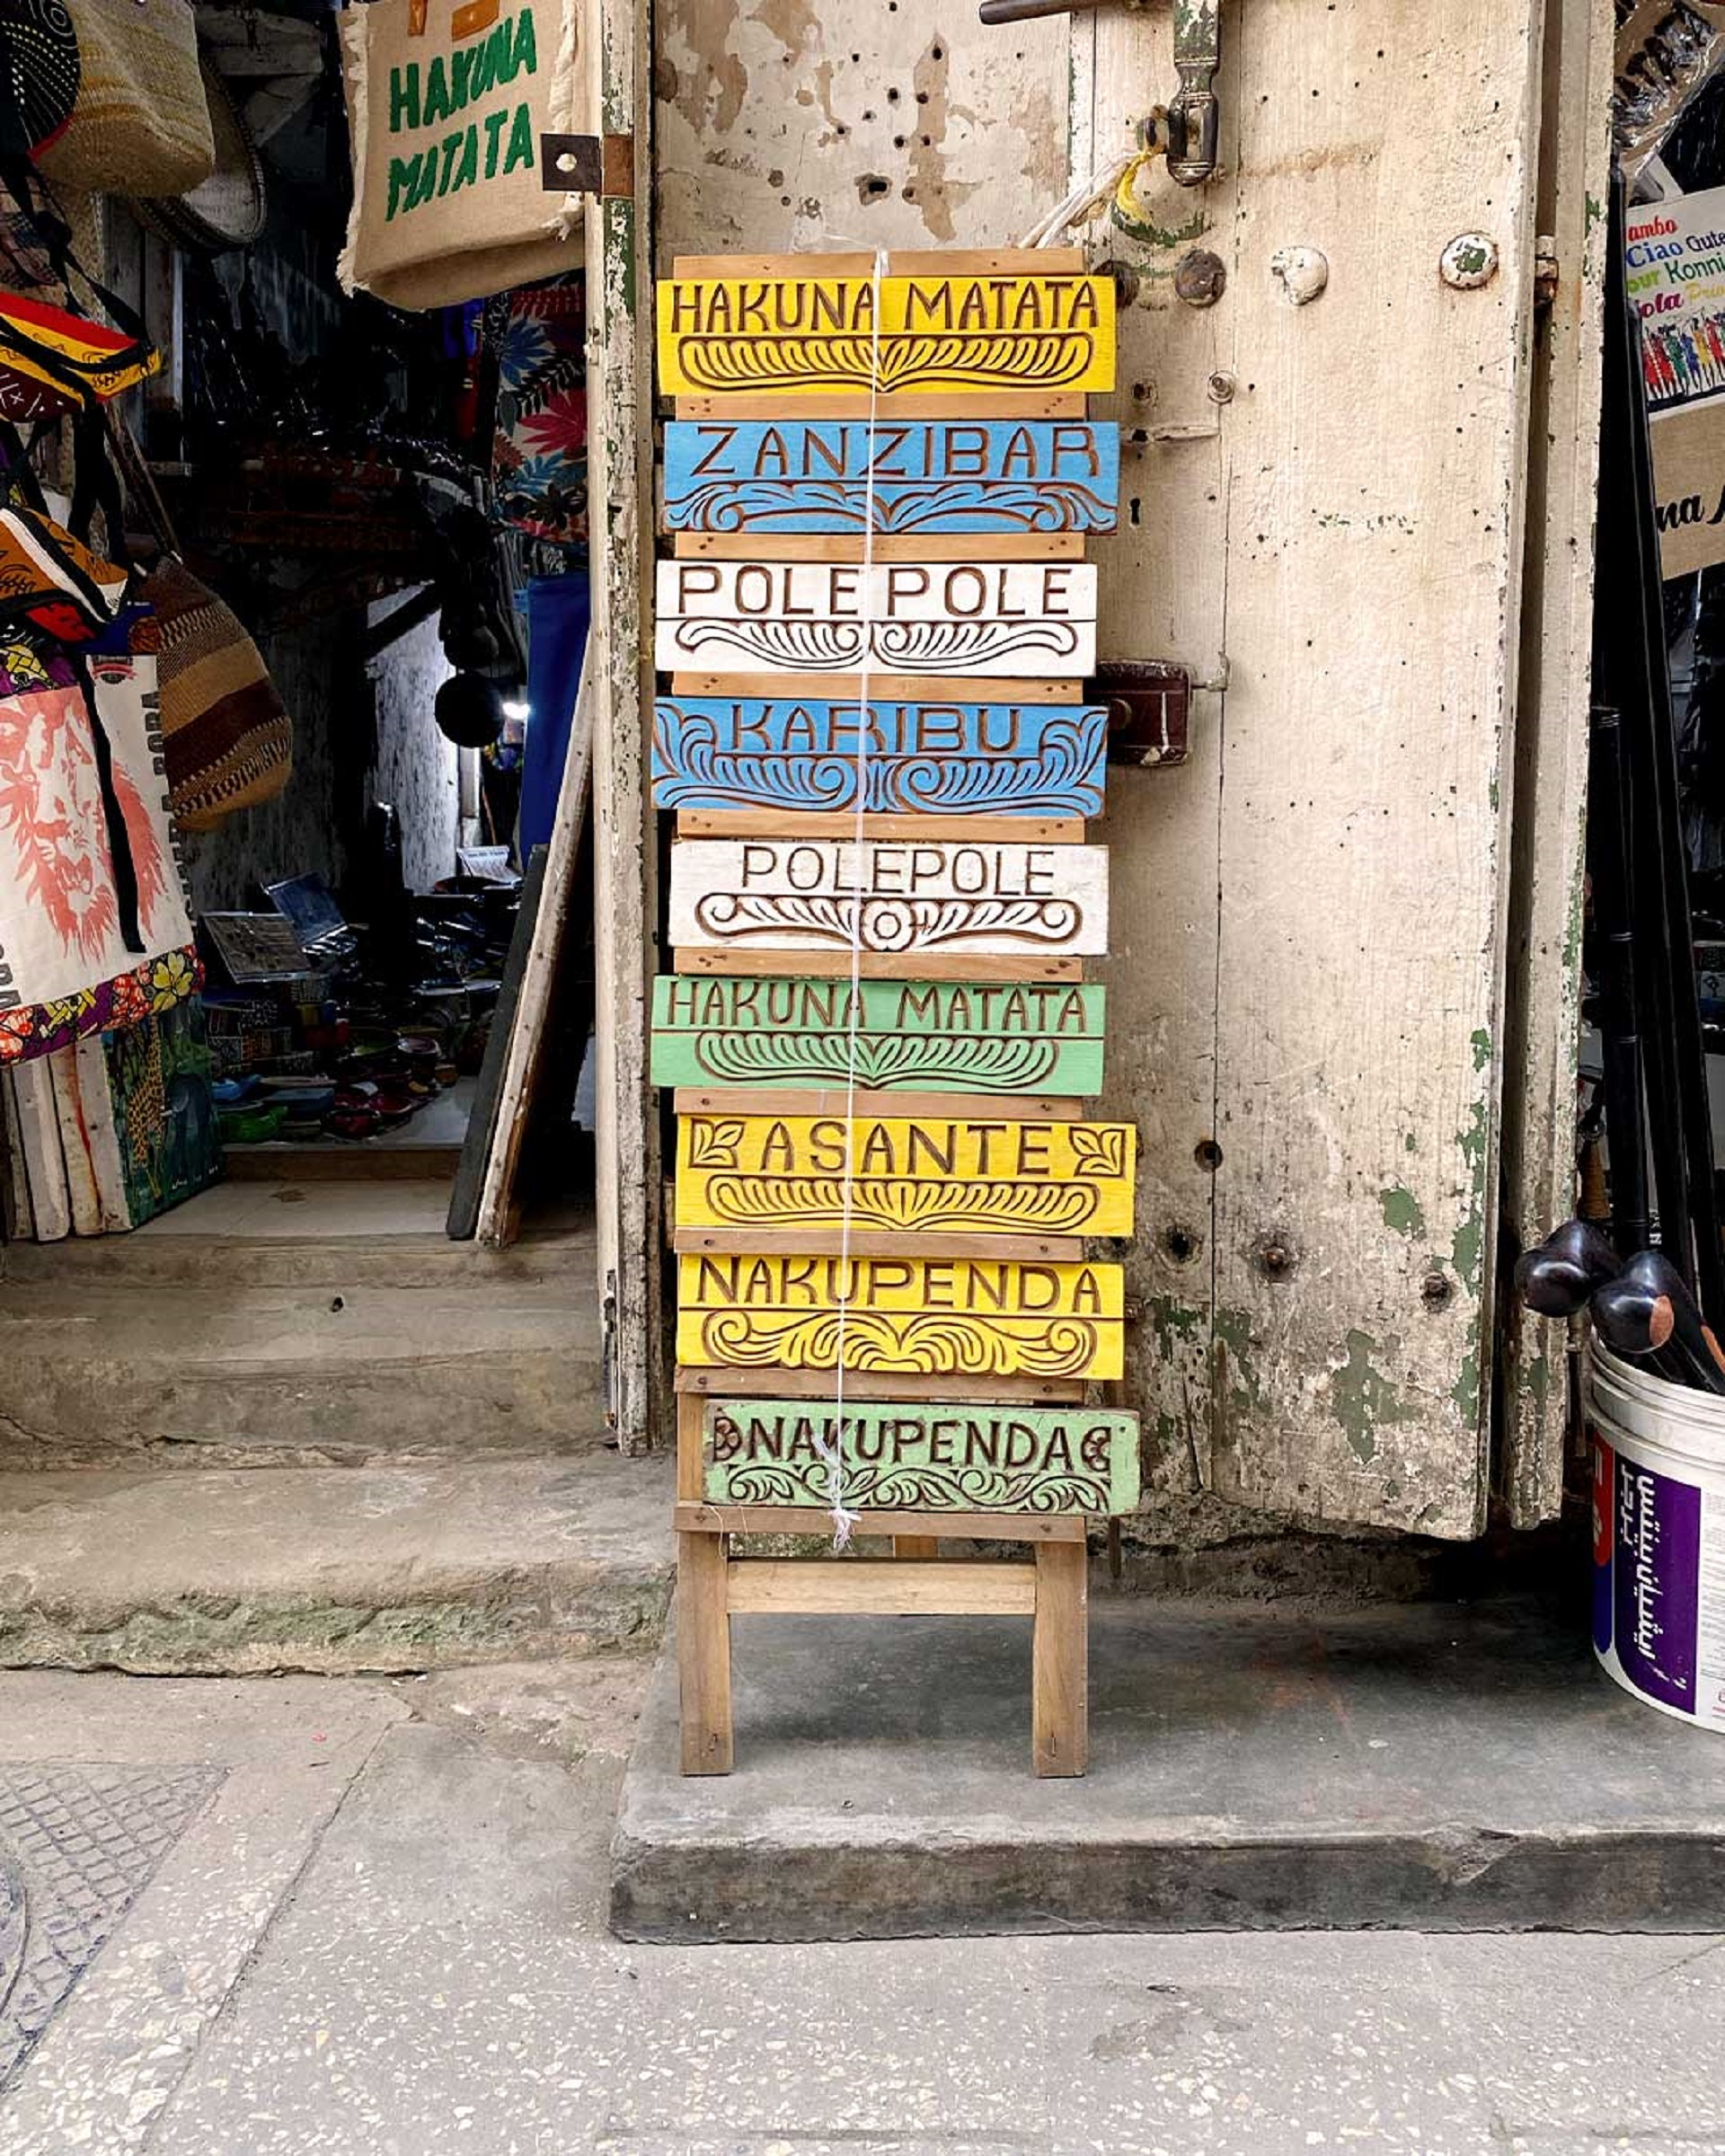 HAKUNA
MATATA
HAKUNA MATATA
ZANZIBAR
POLE POLE
KARIBU
POLEPOLE
HAKUNA MATATA
ASANTE
NAKUPENDA
NAKUPENDA
Ciao